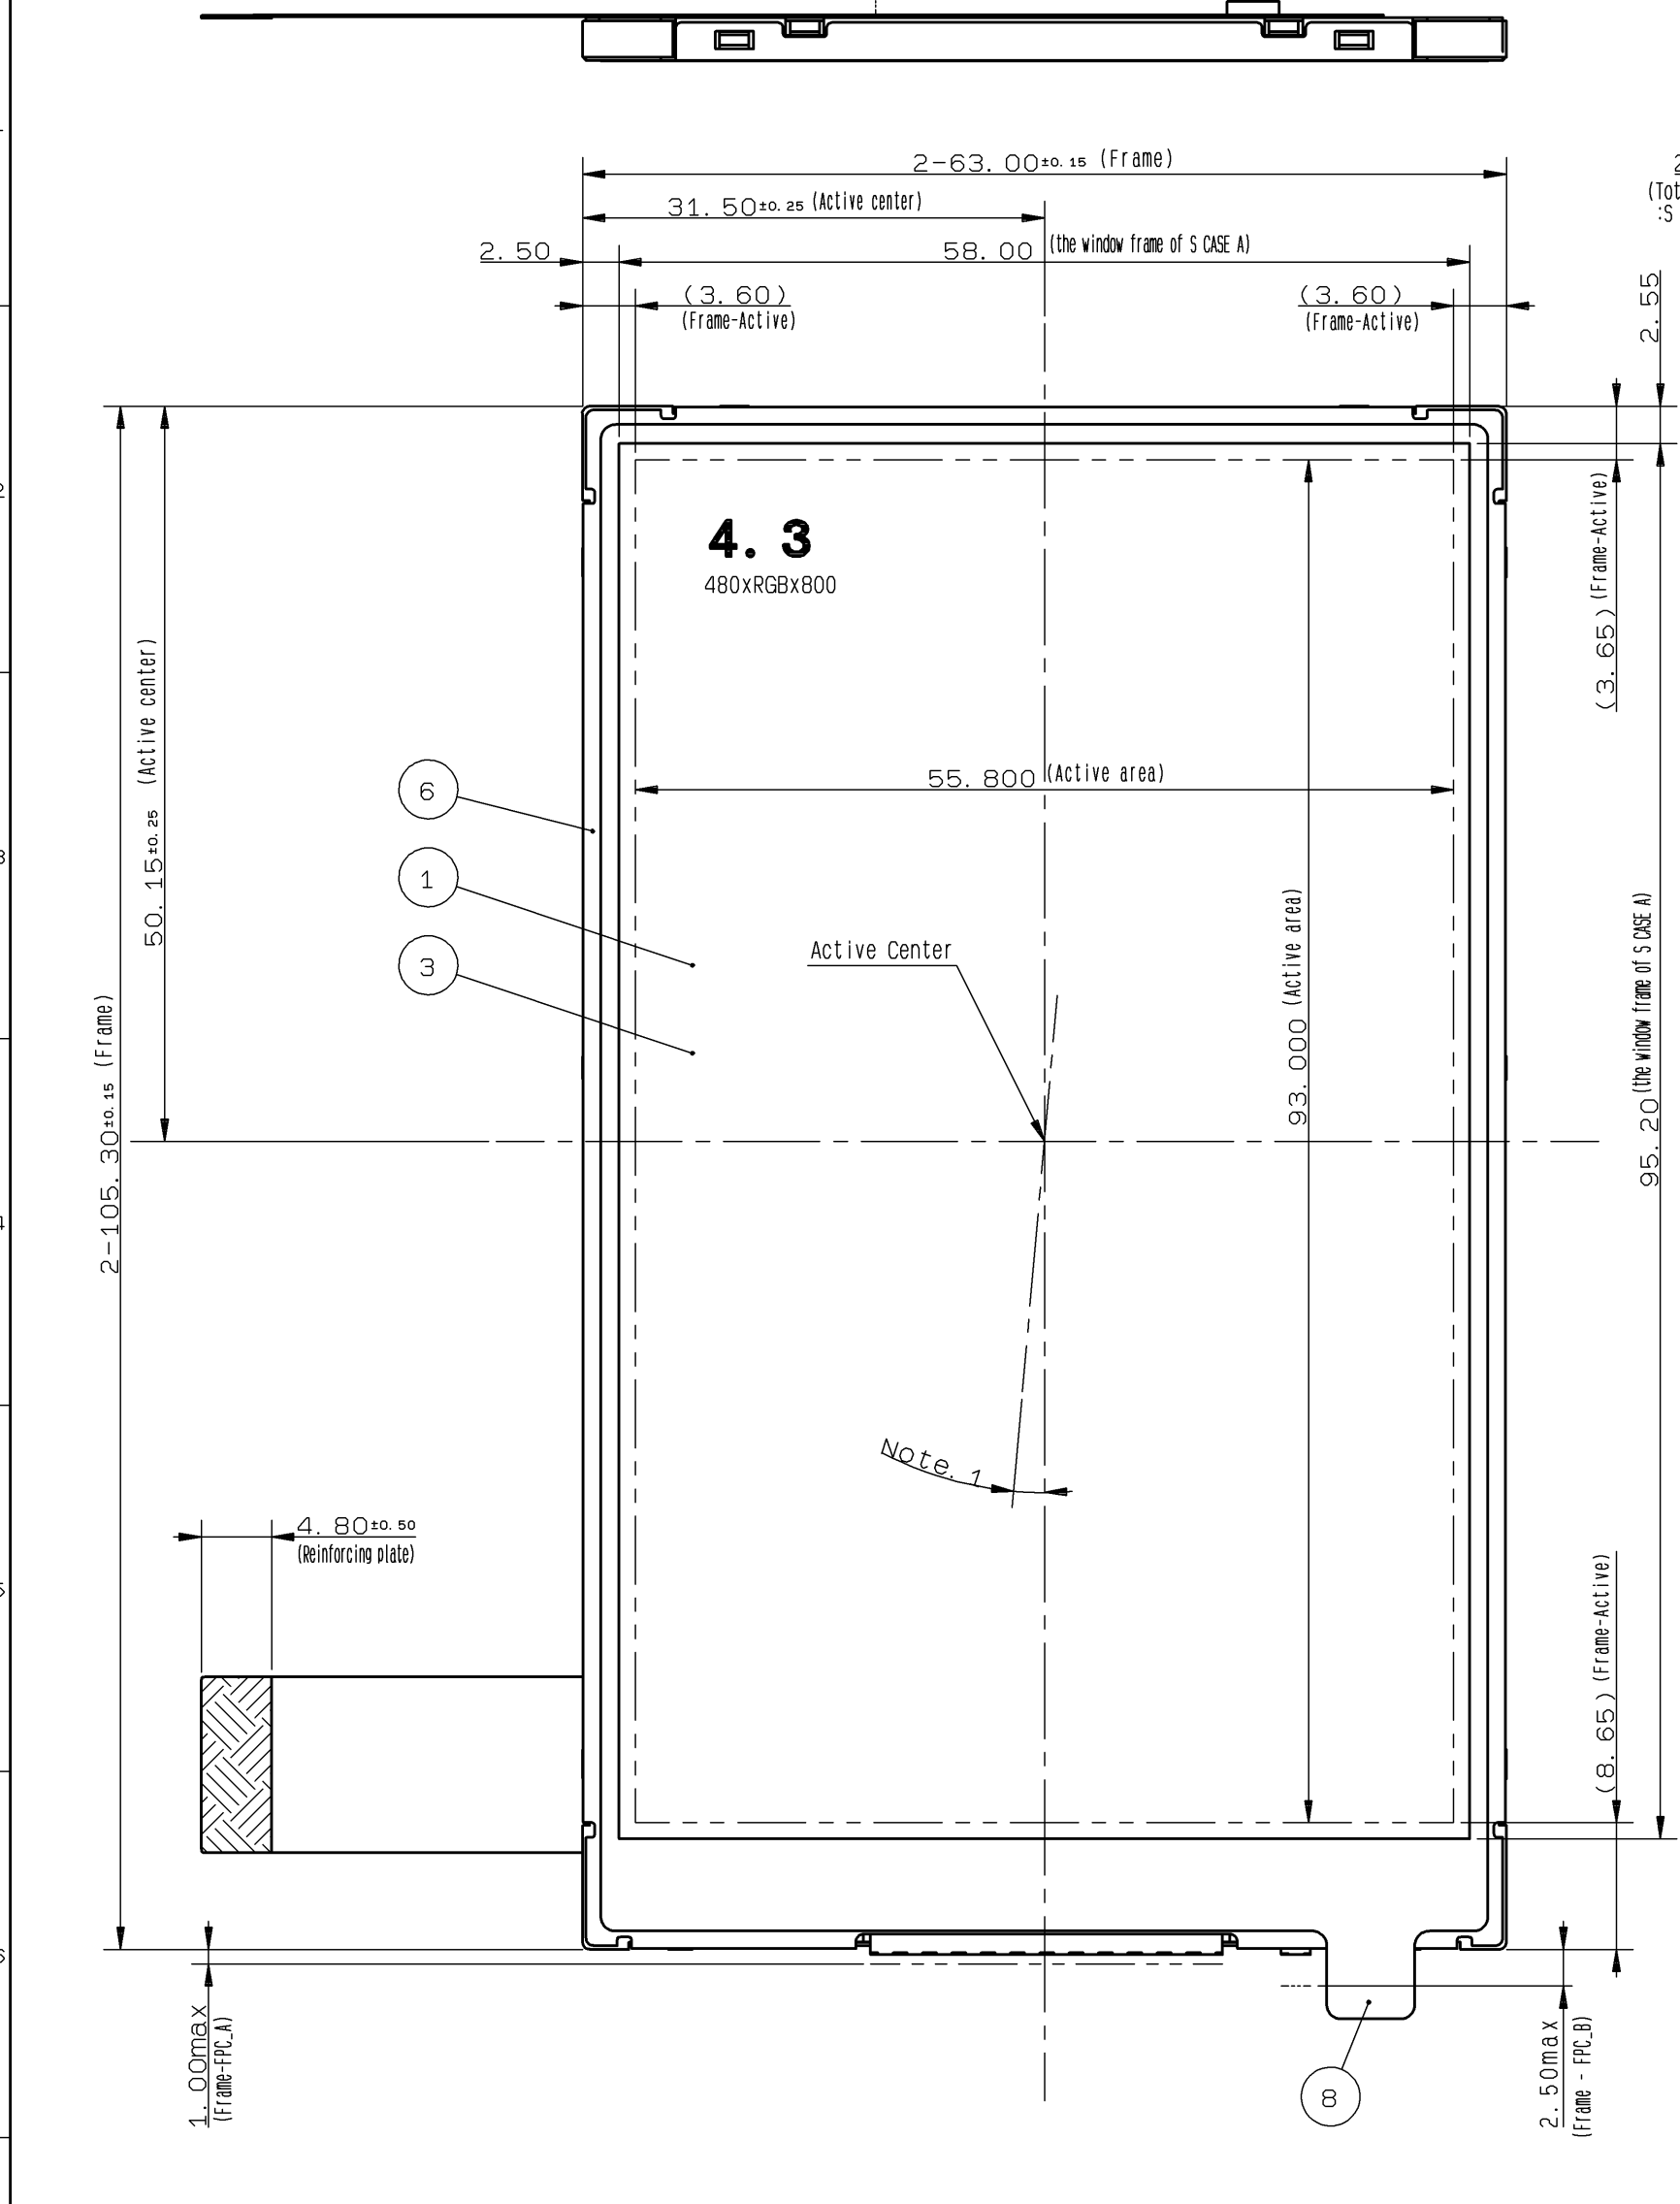 2-63.00±0.15 (Frame)
31.50±0.25 (Active center)
2.50
58.00 (the window frame of S CASE A)
(3.60)
(Frame-Active)
(3.60)
(Frame-Active)
2.55
(3.65) (Frame-Active)
4.3
480xRGBx800
50.15±0.25 (Active center)
55.800 (Active area)
6
1
3
Active Center
93.000 (Active area)
95.20 (the window frame of S CASE A)
2-105.30±0.15 (Frame)
Note.1
4.80±0.50
(Reinforcing plate)
(8.65) (Frame-Active)
1.00max
(Frame-FPC_A)
8
2.50max
(Frame - FPC_B)